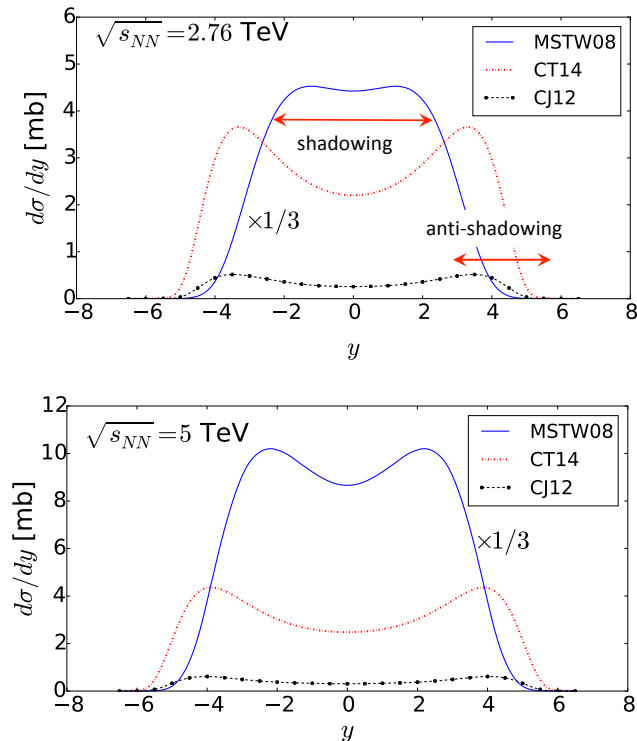 √s_NN = 2.76 TeV
MSTW08
CT14
CJ12
shadowing
×1/3
anti-shadowing
dσ/dy [mb]
6
5
4
3
2
1
0
−8 −6 −4 −2 0 2 4 6 8
y
√s_NN = 5 TeV
MSTW08
CT14
CJ12
×1/3
dσ/dy [mb]
12
10
8
6
4
2
0
−8 −6 −4 −2 0 2 4 6 8
y